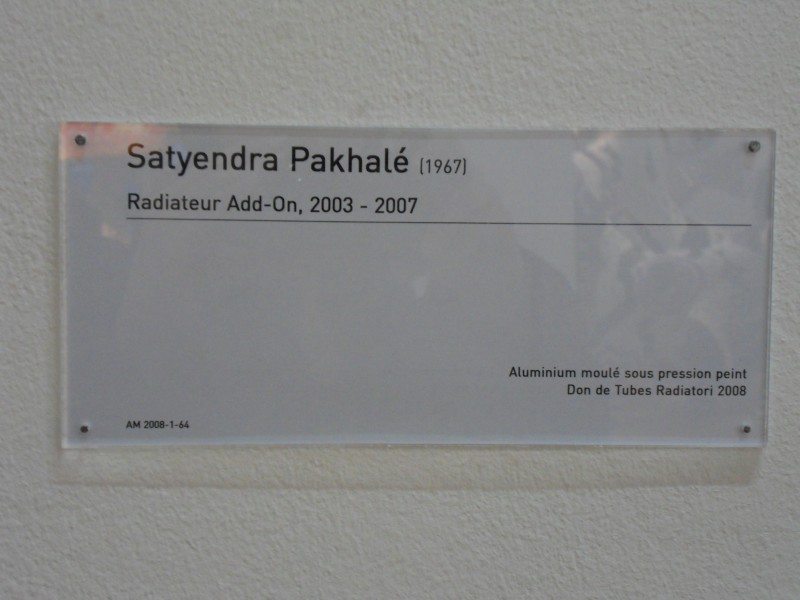 Satyendra Pakhalé (1967)
Radiateur Add-On, 2003 - 2007
Aluminium moulé sous pression peint
Don de Tubes Radiatori 2008
AM 2008-1-64